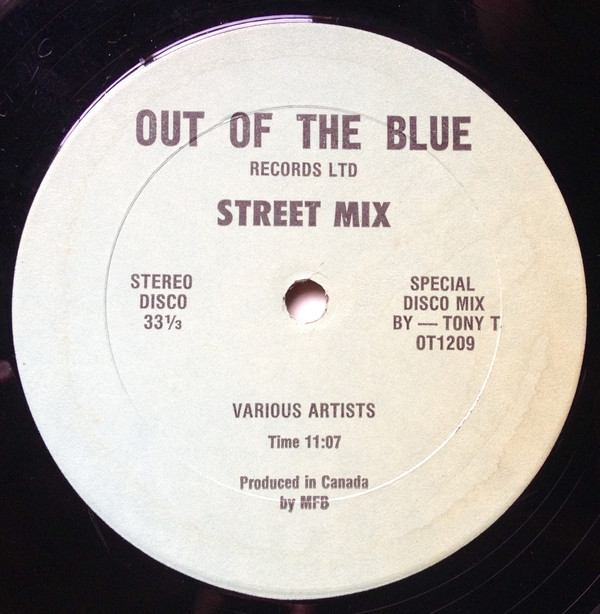 OUT OF THE BLUE
RECORDS LTD
STREET MIX
STEREO
DISCO
33⅓
SPECIAL
DISCO MIX
BY — TONY T.
OT1209
VARIOUS ARTISTS
Time 11:07
Produced in Canada
by MFB